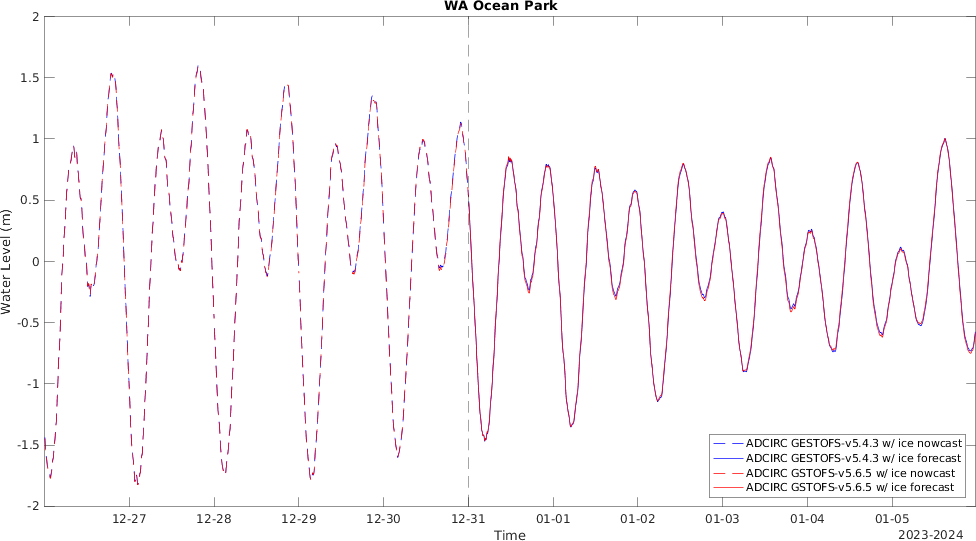 WA Ocean Park
2
1.5
1
0.5
0
-0.5
-1
-1.5
-2
Water Level (m)
12-27 12-28 12-29 12-30 12-31 01-01 01-02 01-03 01-04 01-05
Time
2023-2024
ADCIRC GESTOFS-v5.4.3 w/ ice nowcast
ADCIRC GESTOFS-v5.4.3 w/ ice forecast
ADCIRC GSTOFS-v5.6.5 w/ ice nowcast
ADCIRC GSTOFS-v5.6.5 w/ ice forecast